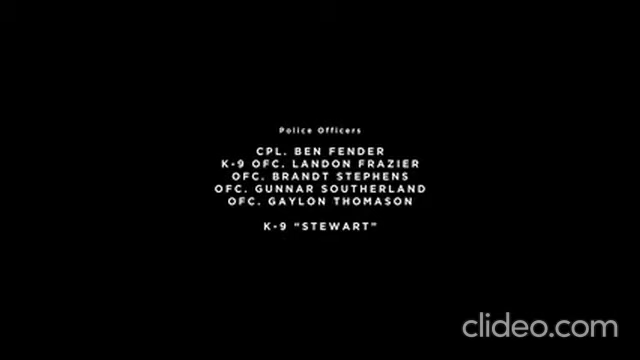 Police Officers
CPL. BEN FENDER
K-9 OFC. LANDON FRAZIER
OFC. BRANDT STEPHENS
OFC. GUNNAR SOUTHERLAND
OFC. GAYLON THOMASON
K-9 "STEWART"
clideo.com